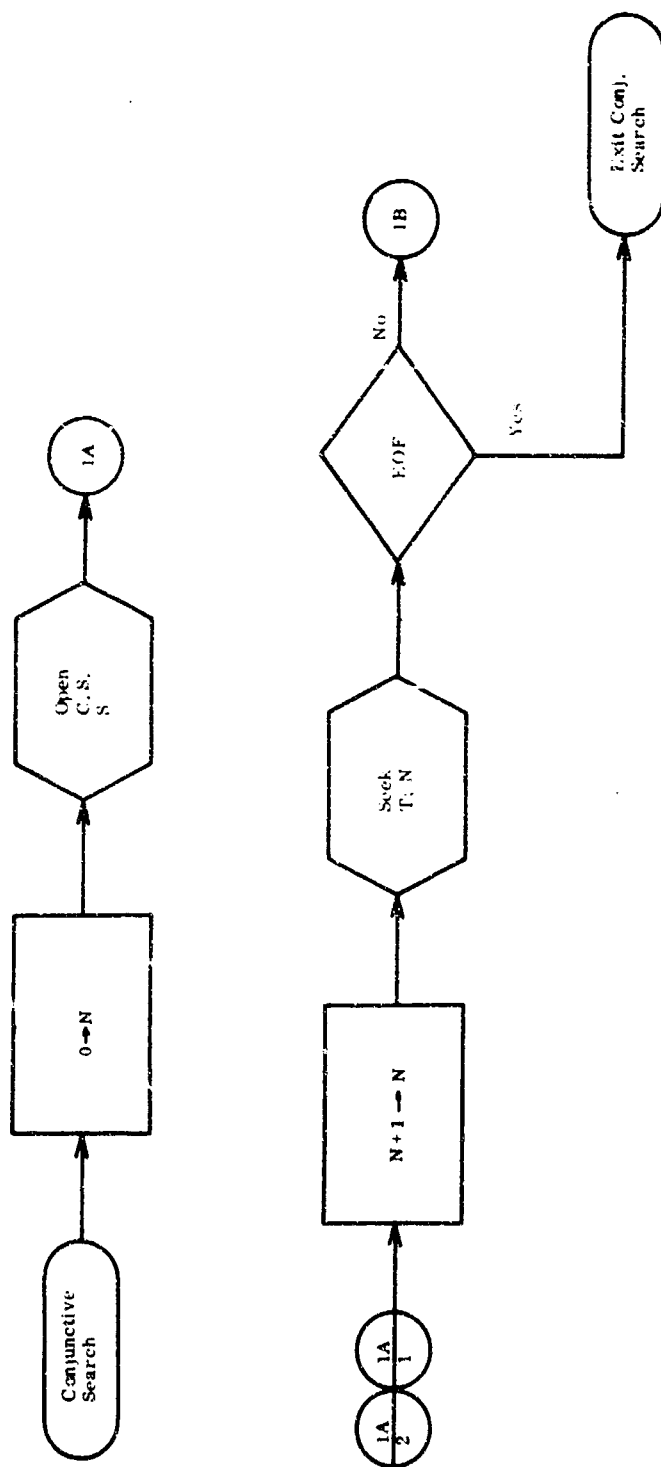 Conjunctive
Search
0→N
Open
C.S.
S
1A
1A
2
1A
1
N+1→N
Seek
T; N
EOF
No
1B
Yes
Exit Conj.
Search